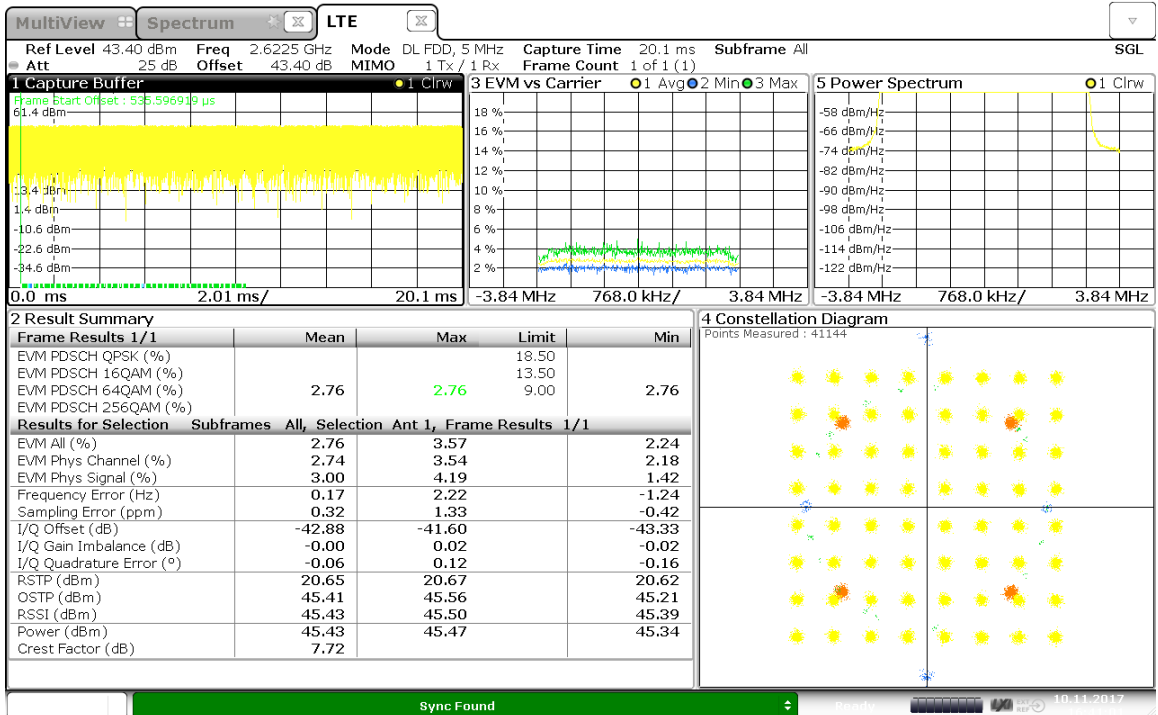 MultiView Spectrum X LTE X
Ref Level 43.40 dBm Freq 2.6225 GHz Mode DL FDD, 5 MHz Capture Time 20.1 ms Subframe All SGL
Att 25 dB Offset 43.40 dB MIMO 1 Tx / 1 Rx Frame Count 1 of 1 (1)
1 Capture Buffer 1 Clrw
Frame Start Offset : 535.596919 µs
61.4 dBm
13.4 dBm
1.4 dBm
-10.6 dBm
-22.6 dBm
-34.6 dBm
0.0 ms 2.01 ms/ 20.1 ms
3 EVM vs Carrier 1 Avg 2 Min 3 Max
18 %
16 %
14 %
12 %
10 %
8 %
6 %
4 %
2 %
-3.84 MHz 768.0 kHz/ 3.84 MHz
5 Power Spectrum 1 Clrw
-58 dBm/Hz
-66 dBm/Hz
-74 dBm/Hz
-82 dBm/Hz
-90 dBm/Hz
-98 dBm/Hz
-106 dBm/Hz
-114 dBm/Hz
-122 dBm/Hz
-3.84 MHz 768.0 kHz/ 3.84 MHz
2 Result Summary
Frame Results 1/1 Mean Max Limit Min
EVM PDSCH QPSK (%) 18.50
EVM PDSCH 16QAM (%) 13.50
EVM PDSCH 64QAM (%) 2.76 2.76 9.00 2.76
EVM PDSCH 256QAM (%)
Results for Selection Subframes All, Selection Ant 1, Frame Results 1/1
EVM All (%) 2.76 3.57 2.24
EVM Phys Channel (%) 2.74 3.54 2.18
EVM Phys Signal (%) 3.00 4.19 1.42
Frequency Error (Hz) 0.17 2.22 -1.24
Sampling Error (ppm) 0.32 1.33 -0.42
I/Q Offset (dB) -42.88 -41.60 -43.33
I/Q Gain Imbalance (dB) -0.00 0.02 -0.02
I/Q Quadrature Error (°) -0.06 0.12 -0.16
RSTP (dBm) 20.65 20.67 20.62
OSTP (dBm) 45.41 45.56 45.21
RSSI (dBm) 45.43 45.50 45.39
Power (dBm) 45.43 45.47 45.34
Crest Factor (dB) 7.72
4 Constellation Diagram
Points Measured : 41144
Sync Found Ready 10.11.2017